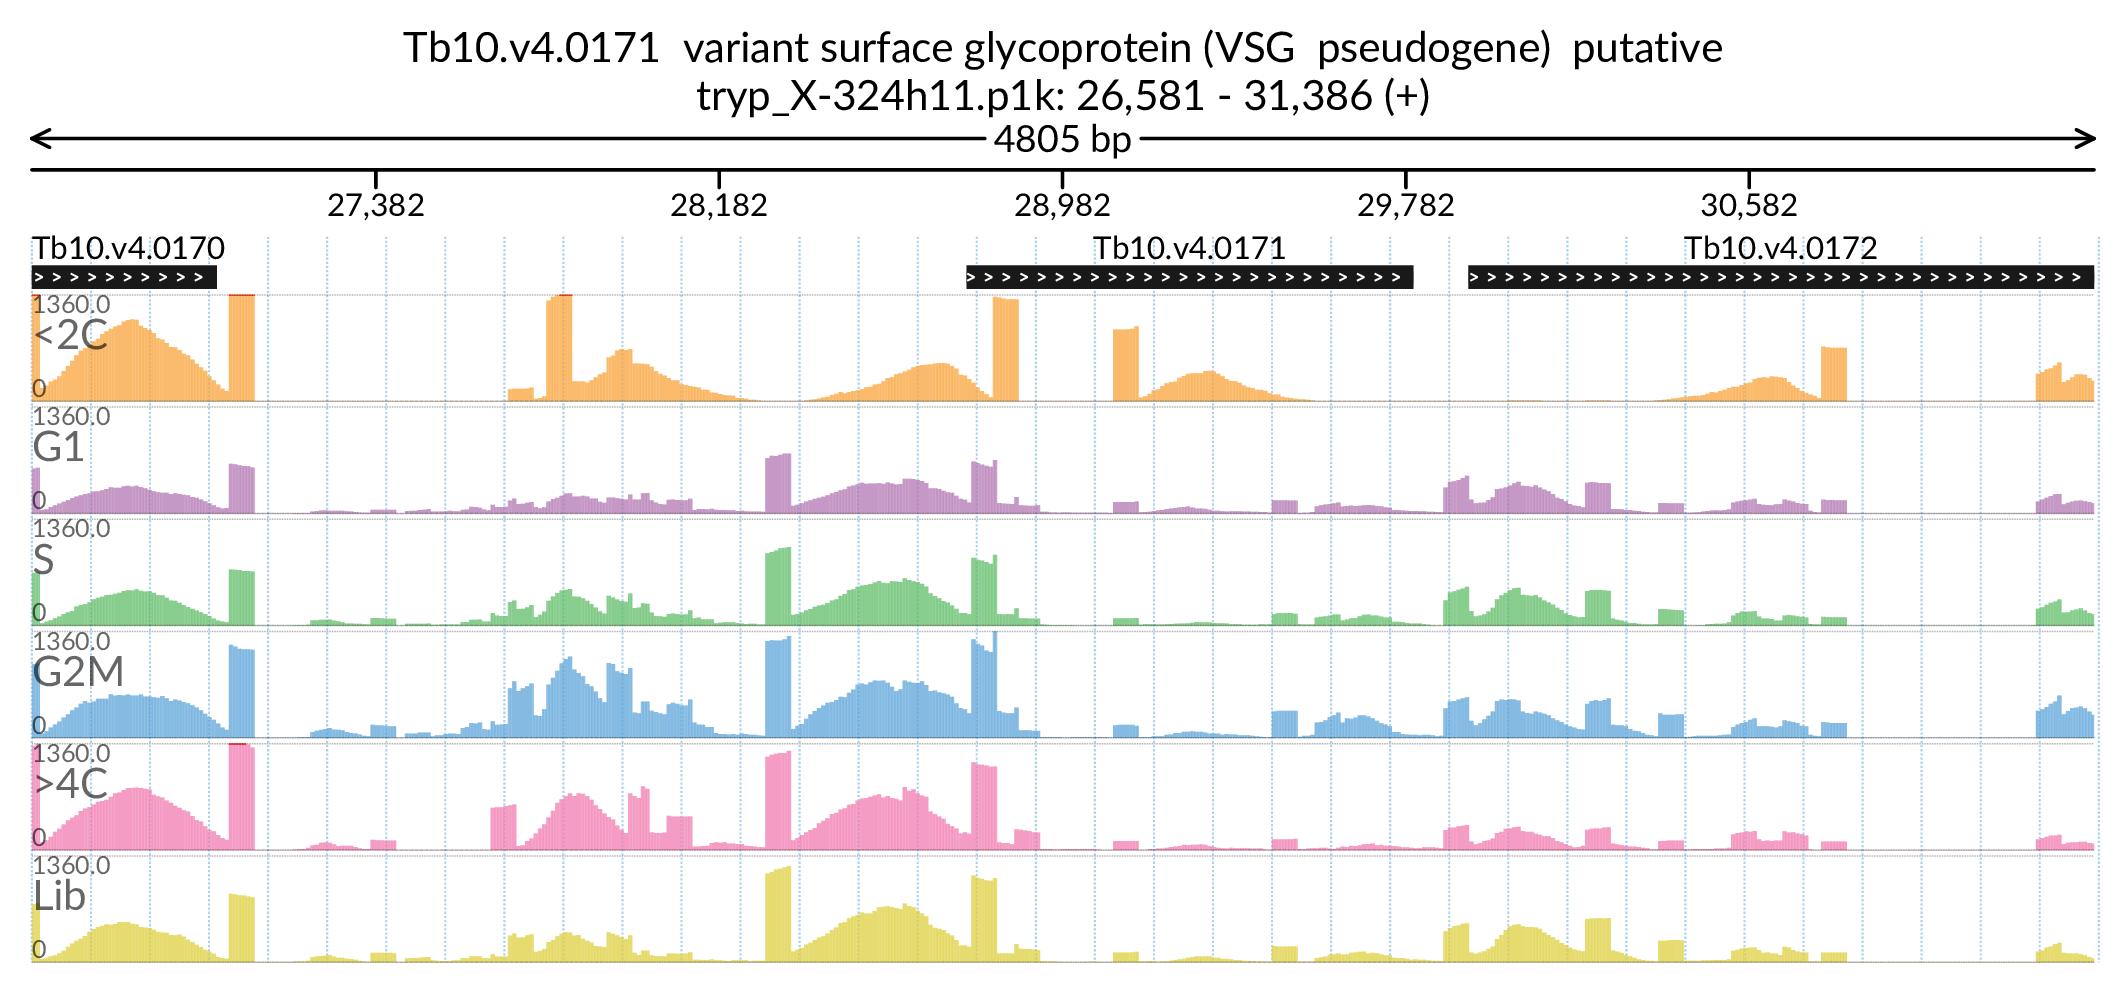 Tb10.v4.0171 variant surface glycoprotein (VSG pseudogene) putative
tryp_X-324h11.p1k: 26,581 - 31,386 (+)
4805 bp
27,382 28,182 28,982 29,782 30,582
Tb10.v4.0170 Tb10.v4.0171 Tb10.v4.0172
1360.0
<2C
0
1360.0
G1
0
1360.0
S
0
1360.0
G2M
0
1360.0
>4C
0
1360.0
Lib
0